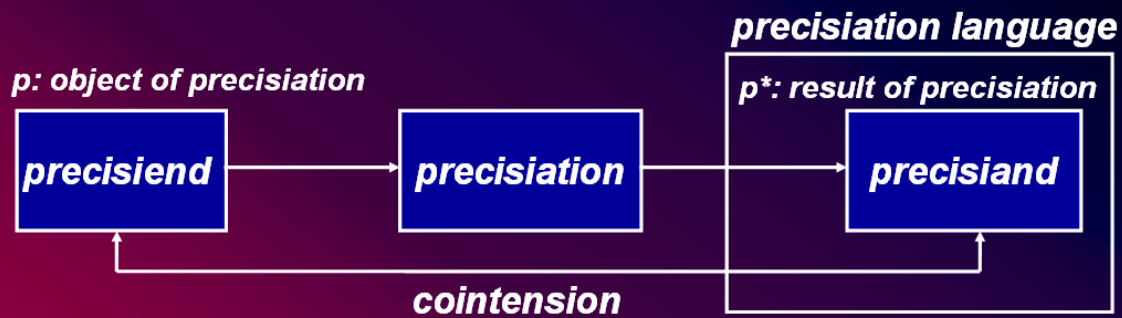 precisiation language
p: object of precisiation
p*: result of precisiation
precisiend
precisiation
precisiand
cointension